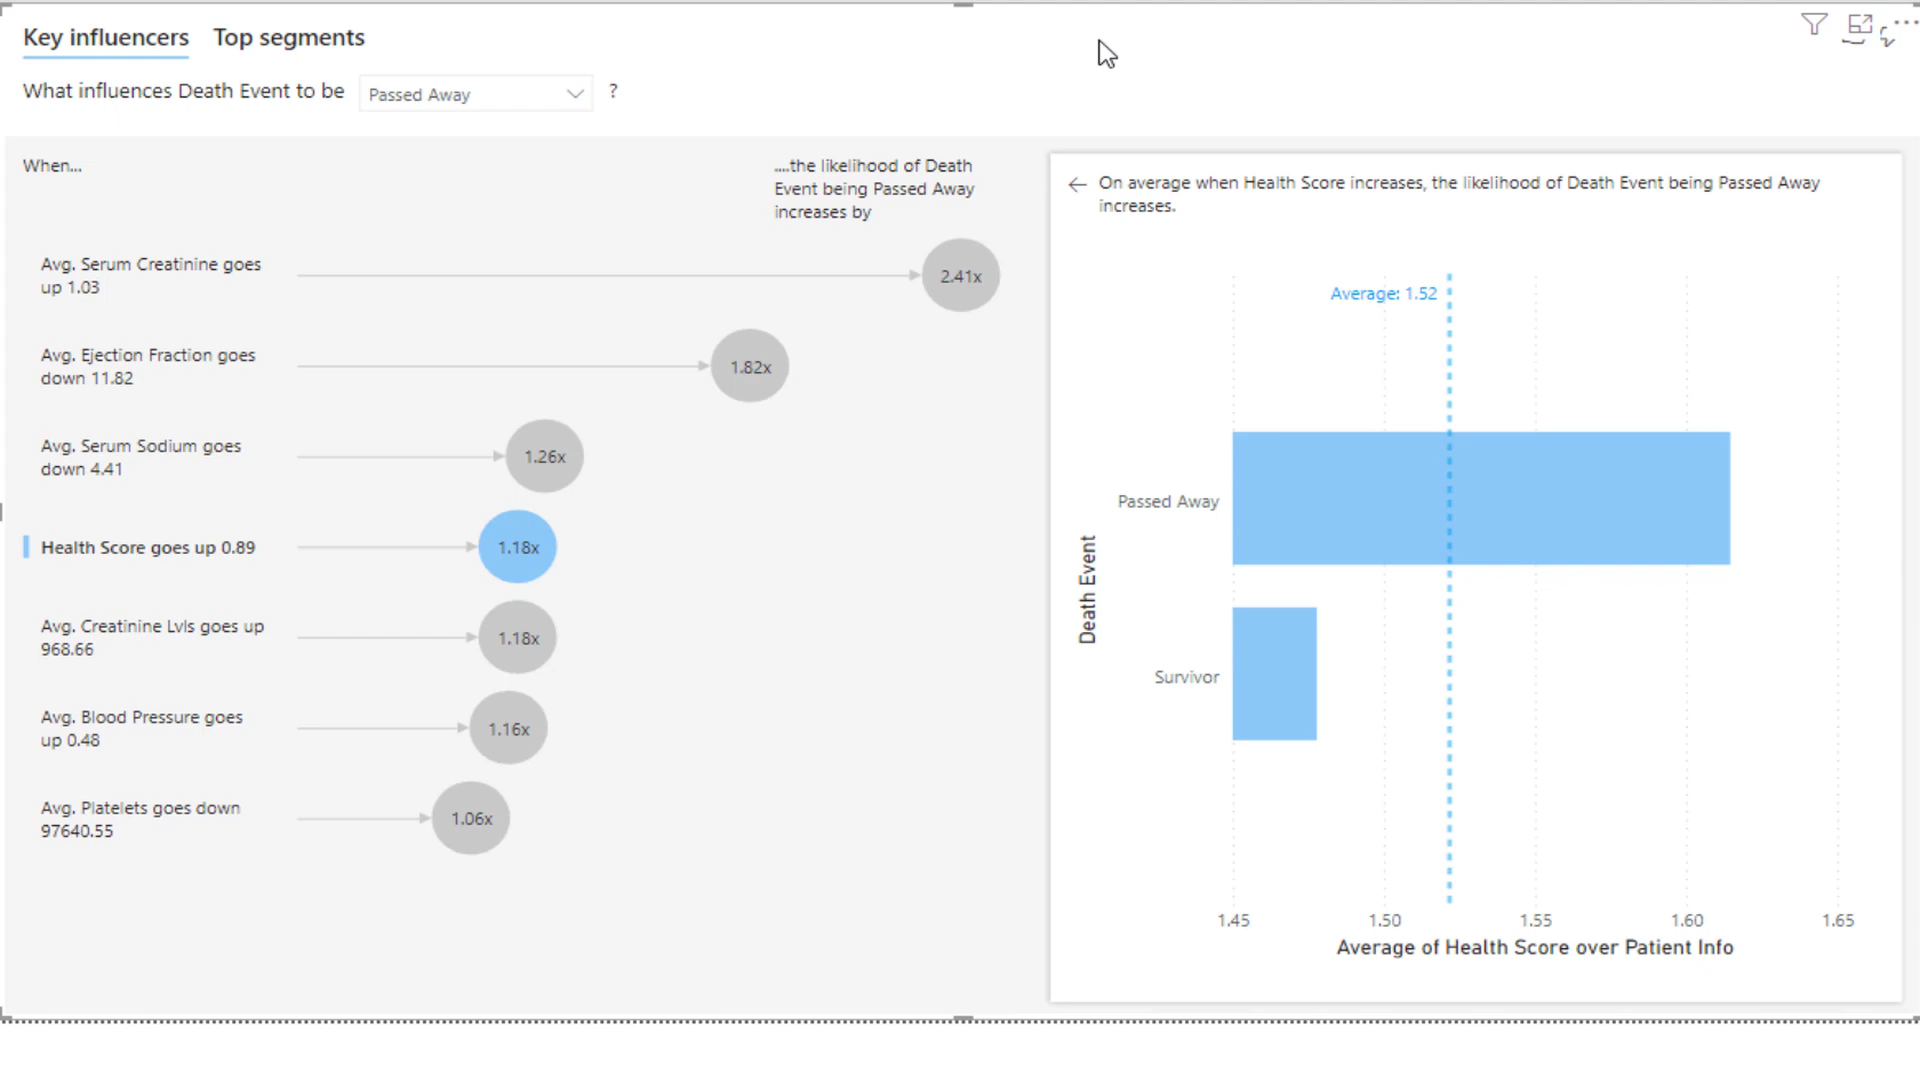 Key influencers Top segments
What influences Death Event to be Passed Away ?
When...
....the likelihood of Death
Event being Passed Away
increases by
Avg. Serum Creatinine goes
up 1.03
2.41x
Avg. Ejection Fraction goes
down 11.82
1.82x
Avg. Serum Sodium goes
down 4.41
1.26x
Health Score goes up 0.89
1.18x
Avg. Creatinine Lvls goes up
968.66
1.18x
Avg. Blood Pressure goes
up 0.48
1.16x
Avg. Platelets goes down
97640.55
1.06x
On average when Health Score increases, the likelihood of Death Event being Passed Away
increases.
Average: 1.52
Death Event
Passed Away
Survivor
1.45 1.50 1.55 1.60 1.65
Average of Health Score over Patient Info